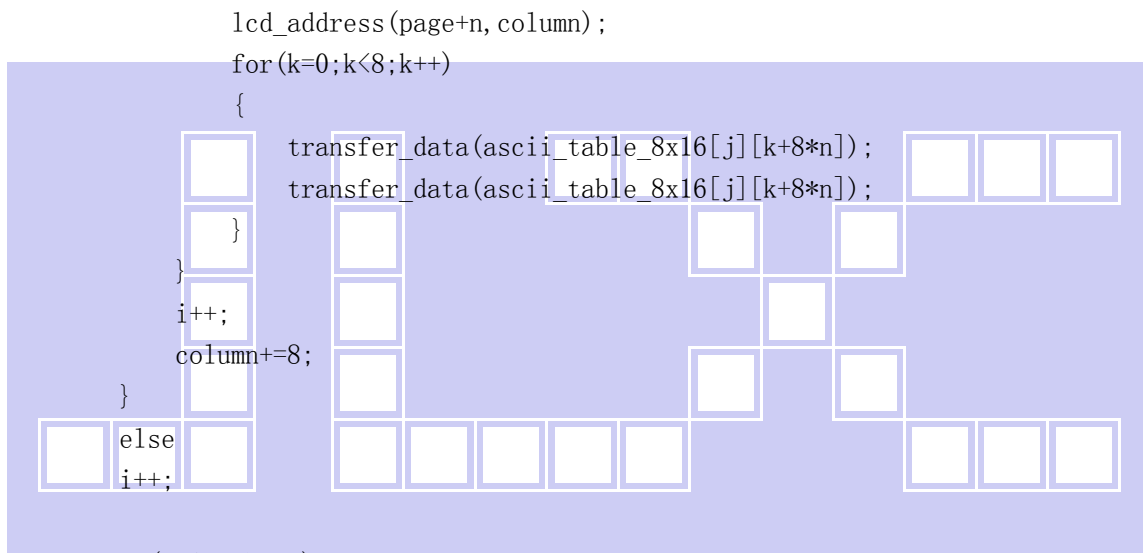 lcd_address(page+n,column);
for(k=0;k<8;k++)
{
transfer_data(ascii_table_8x16[j][k+8*n]);
transfer_data(ascii_table_8x16[j][k+8*n]);
}
}
i++;
column+=8;
}
else
i++;